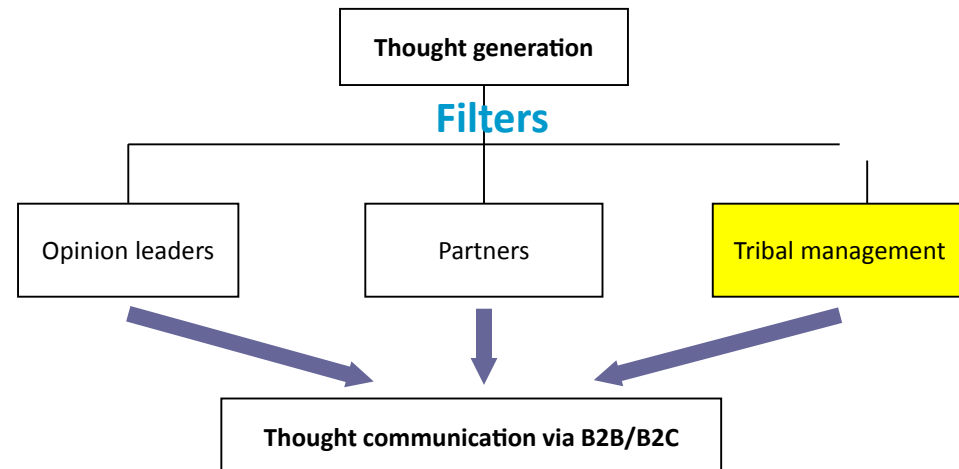 Thought generation
Filters
Opinion leaders
Partners
Tribal management
Thought communication via B2B/B2C